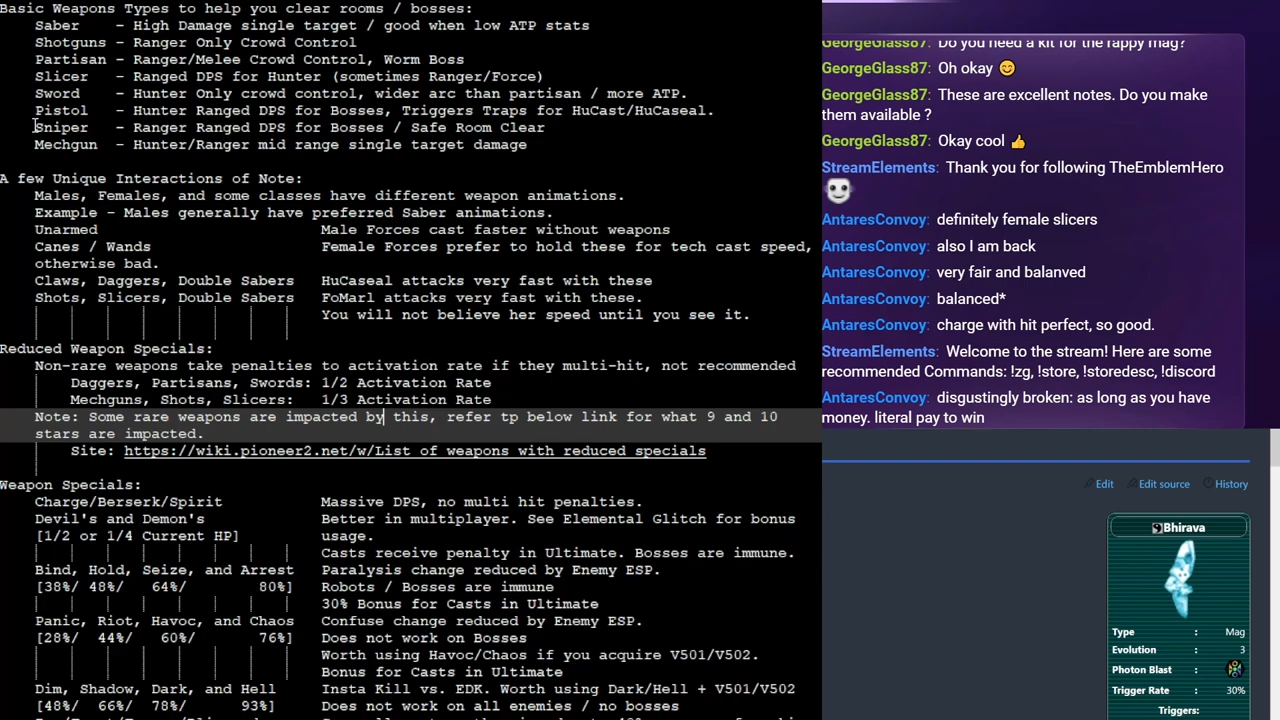 Basic Weapons Types to help you clear rooms / bosses:
Saber - High Damage single target / good when low ATP stats
Shotguns - Ranger Only Crowd Control
Partisan - Ranger/Melee Crowd Control, Worm Boss
Slicer - Ranged DPS for Hunter (sometimes Ranger/Force)
Sword - Hunter Only crowd control, wider arc than partisan / more ATP.
Pistol - Hunter Ranged DPS for Bosses, Triggers Traps for HuCast/HuCaseal.
Sniper - Ranger Ranged DPS for Bosses / Safe Room Clear
Mechgun - Hunter/Ranger mid range single target damage
A few Unique Interactions of Note:
Males, Females, and some classes have different weapon animations.
Example - Males generally have preferred Saber animations.
Unarmed Male Forces cast faster without weapons
Canes / Wands Female Forces prefer to hold these for tech cast speed,
otherwise bad.
Claws, Daggers, Double Sabers HuCaseal attacks very fast with these
Shots, Slicers, Double Sabers FoMarl attacks very fast with these.
You will not believe her speed until you see it.
Reduced Weapon Specials:
Non-rare weapons take penalties to activation rate if they multi-hit, not recommended
Daggers, Partisans, Swords: 1/2 Activation Rate
Mechguns, Shots, Slicers: 1/3 Activation Rate
Note: Some rare weapons are impacted by this, refer tp below link for what 9 and 10
stars are impacted.
Site: https://wiki.pioneer2.net/w/List of weapons with reduced specials
Weapon Specials:
Charge/Berserk/Spirit Massive DPS, no multi hit penalties.
Devil's and Demon's Better in multiplayer. See Elemental Glitch for bonus
[1/2 or 1/4 Current HP] usage.
Casts receive penalty in Ultimate. Bosses are immune.
Bind, Hold, Seize, and Arrest Paralysis change reduced by Enemy ESP.
[38%/ 48%/ 64%/ 80%] Robots / Bosses are immune
30% Bonus for Casts in Ultimate
Panic, Riot, Havoc, and Chaos Confuse change reduced by Enemy ESP.
[28%/ 44%/ 60%/ 76%] Does not work on Bosses
Worth using Havoc/Chaos if you acquire V501/V502.
Bonus for Casts in Ultimate
Dim, Shadow, Dark, and Hell Insta Kill vs. EDK. Worth using Dark/Hell + V501/V502
[48%/ 66%/ 78%/ 93%] Does not work on all enemies / no bosses
GeorgeGlass87: Do you need a kit for the rappy mag?
GeorgeGlass87: Oh okay 😊
GeorgeGlass87: These are excellent notes. Do you make
them available ?
GeorgeGlass87: Okay cool 👍
StreamElements: Thank you for following TheEmblemHero
AntaresConvoy: definitely female slicers
AntaresConvoy: also I am back
AntaresConvoy: very fair and balanved
AntaresConvoy: balanced*
AntaresConvoy: charge with hit perfect, so good.
StreamElements: Welcome to the stream! Here are some
recommended Commands: !zg, !store, !storedesc, !discord
AntaresConvoy: disgustingly broken: as long as you have
money. literal pay to win
Edit Edit source History
Bhirava
Type : Mag
Evolution : 3
Photon Blast :
Trigger Rate : 30%
Triggers: